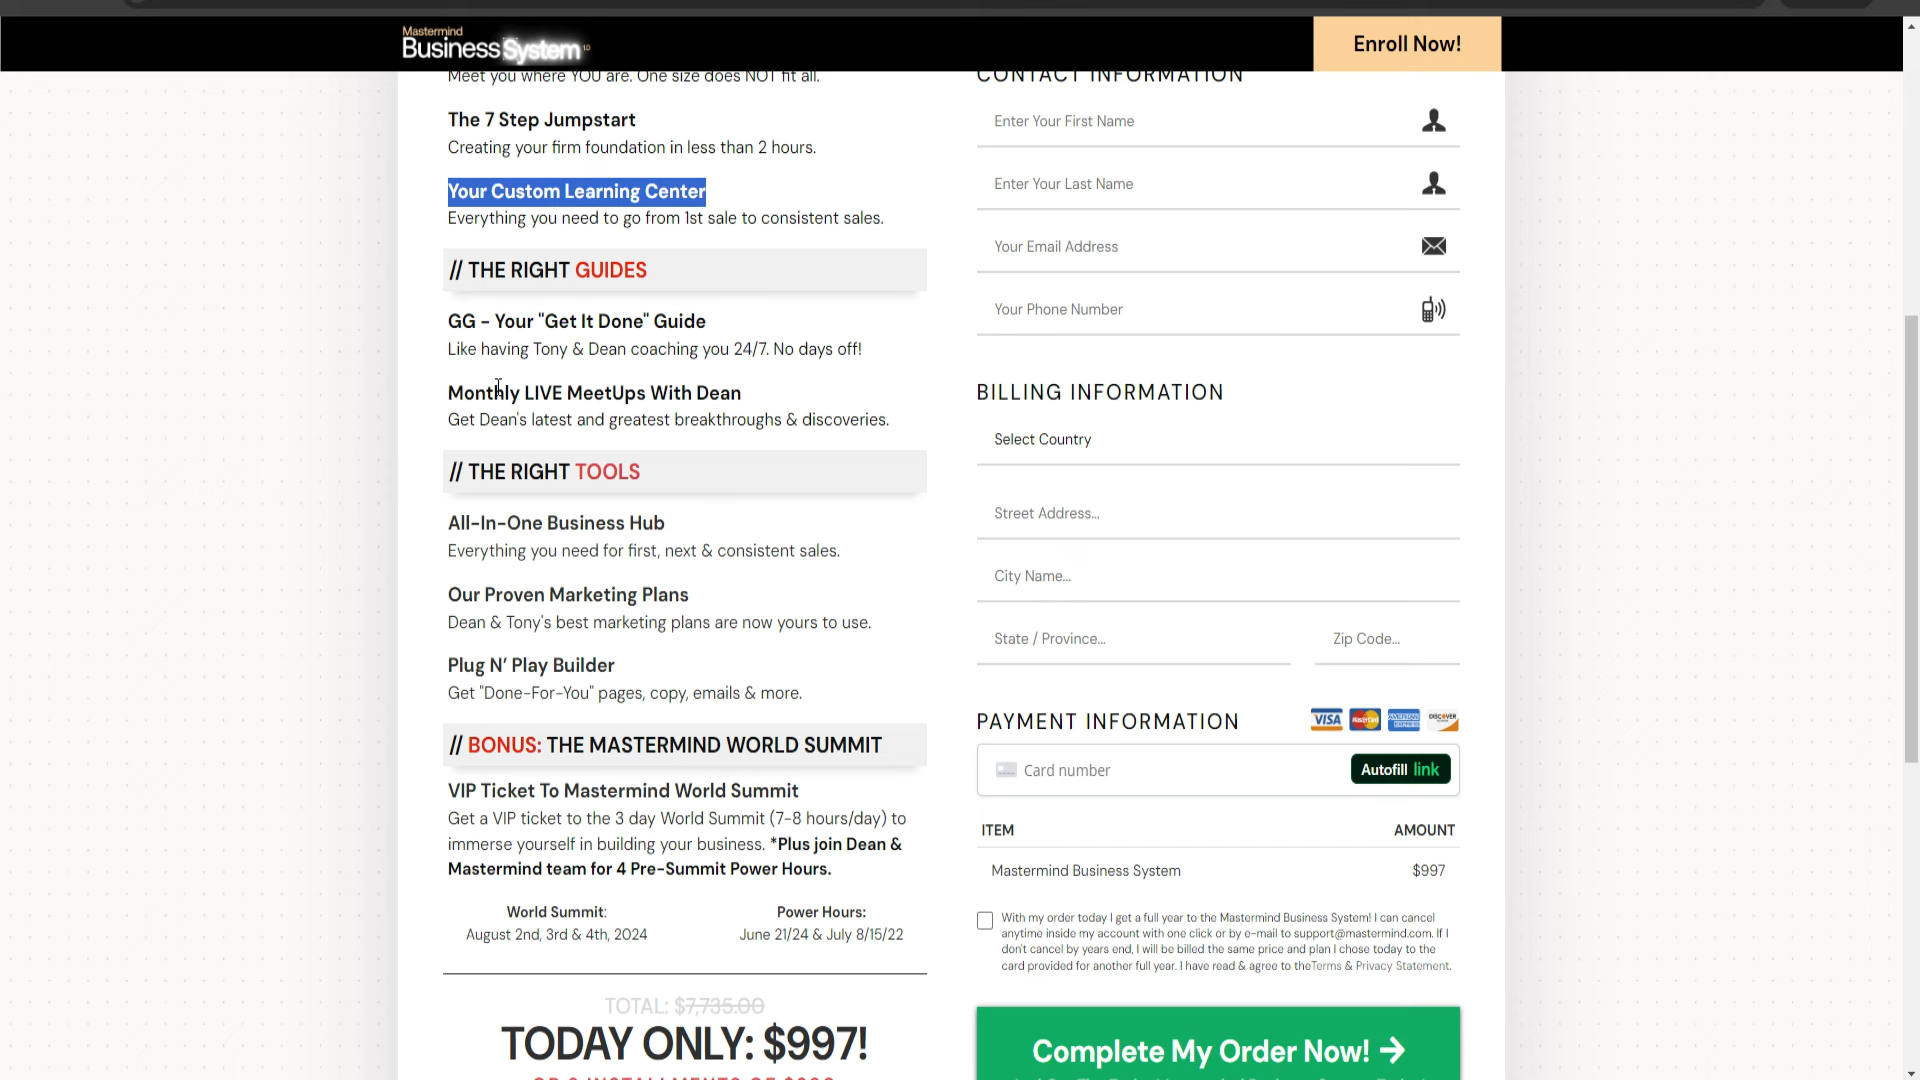 Mastermind
Business System 1.0
Enroll Now!
Meet you where YOU are. One size does NOT fit all.
The 7 Step Jumpstart
Creating your firm foundation in less than 2 hours.
Your Custom Learning Center
Everything you need to go from 1st sale to consistent sales.
// THE RIGHT GUIDES
GG - Your "Get It Done" Guide
Like having Tony & Dean coaching you 24/7. No days off!
Monthly LIVE MeetUps With Dean
Get Dean's latest and greatest breakthroughs & discoveries.
// THE RIGHT TOOLS
All-In-One Business Hub
Everything you need for first, next & consistent sales.
Our Proven Marketing Plans
Dean & Tony's best marketing plans are now yours to use.
Plug N’ Play Builder
Get "Done-For-You" pages, copy, emails & more.
// BONUS: THE MASTERMIND WORLD SUMMIT
VIP Ticket To Mastermind World Summit
Get a VIP ticket to the 3 day World Summit (7-8 hours/day) to
immerse yourself in building your business. *Plus join Dean &
Mastermind team for 4 Pre-Summit Power Hours.
World Summit:
August 2nd, 3rd & 4th, 2024
Power Hours:
June 21/24 & July 8/15/22
TOTAL: $7,735.00
TODAY ONLY: $997!
CONTACT INFORMATION
Enter Your First Name
Enter Your Last Name
Your Email Address
Your Phone Number
BILLING INFORMATION
Select Country
Street Address...
City Name...
State / Province...
Zip Code...
PAYMENT INFORMATION
VISA MasterCard AMERICAN EXPRESS DISCOVER
Card number
Autofill link
ITEM AMOUNT
Mastermind Business System $997
With my order today I get a full year to the Mastermind Business System! I can cancel
anytime inside my account with one click or by e-mail to support@mastermind.com. If I
don't cancel by years end, I will be billed the same price and plan I chose today to the
card provided for another full year. I have read & agree to theTerms & Privacy Statement.
Complete My Order Now!